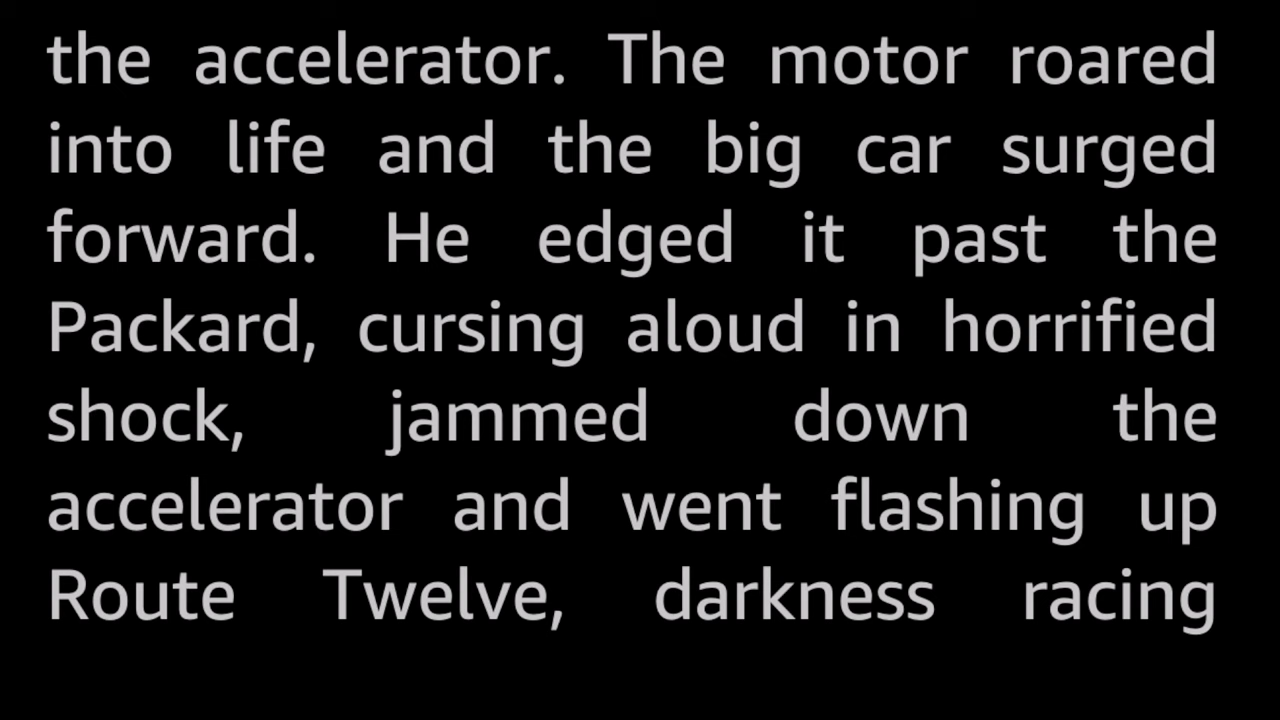 the accelerator. The motor roared
into life and the big car surged
forward. He edged it past the
Packard, cursing aloud in horrified
shock, jammed down the
accelerator and went flashing up
Route Twelve, darkness racing